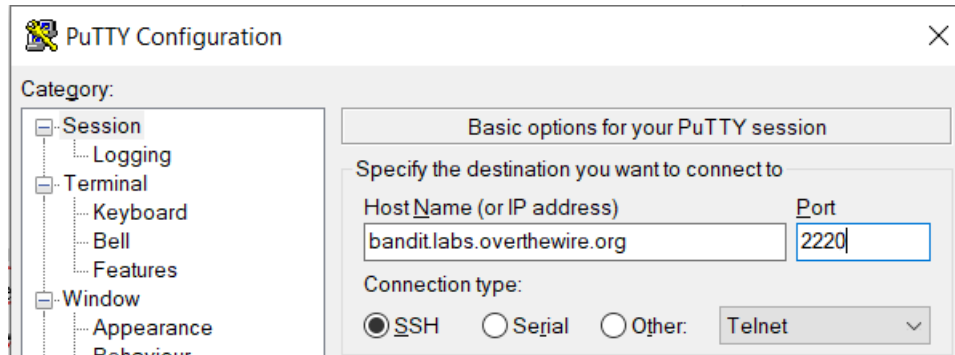 PuTTY Configuration
Category:
Session
Logging
Terminal
Keyboard
Bell
Features
Window
Appearance
Behaviour
Basic options for your PuTTY session
Specify the destination you want to connect to
Host Name (or IP address) Port
bandit.labs.overthewire.org 2220
Connection type:
SSH Serial Other: Telnet